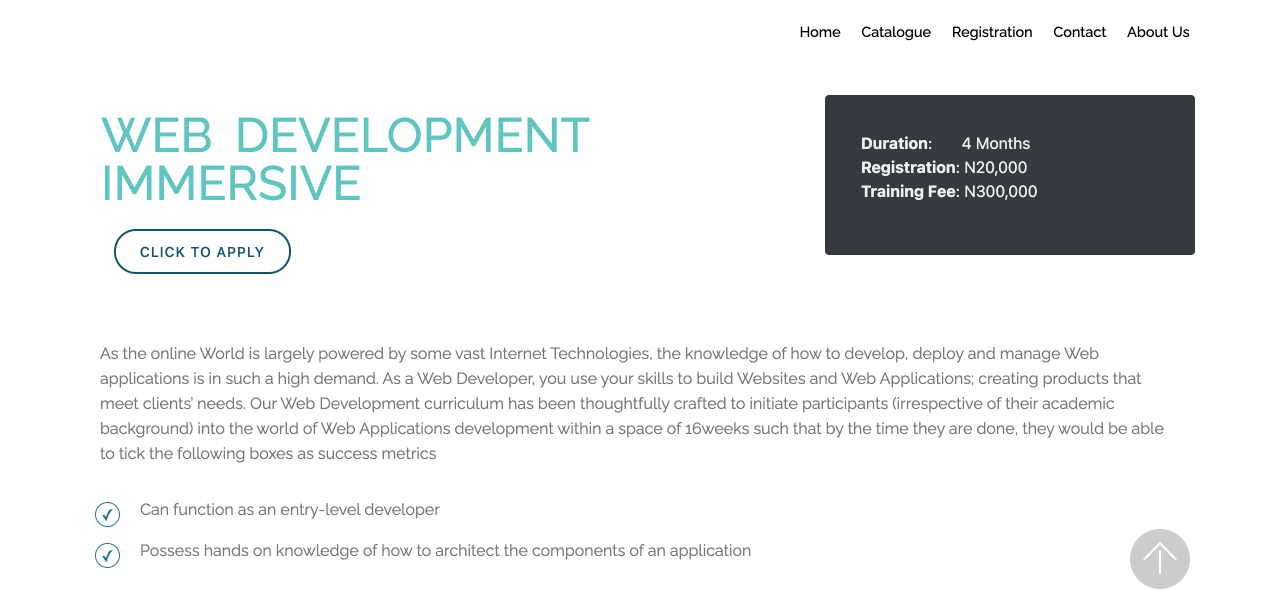 Home Catalogue Registration Contact About Us
WEB DEVELOPMENT
IMMERSIVE
CLICK TO APPLY
Duration: 4 Months
Registration: N20,000
Training Fee: N300,000
As the online World is largely powered by some vast Internet Technologies, the knowledge of how to develop, deploy and manage Web
applications is in such a high demand. As a Web Developer, you use your skills to build Websites and Web Applications; creating products that
meet clients’ needs. Our Web Development curriculum has been thoughtfully crafted to initiate participants (irrespective of their academic
background) into the world of Web Applications development within a space of 16weeks such that by the time they are done, they would be able
to tick the following boxes as success metrics
Can function as an entry-level developer
Possess hands on knowledge of how to architect the components of an application